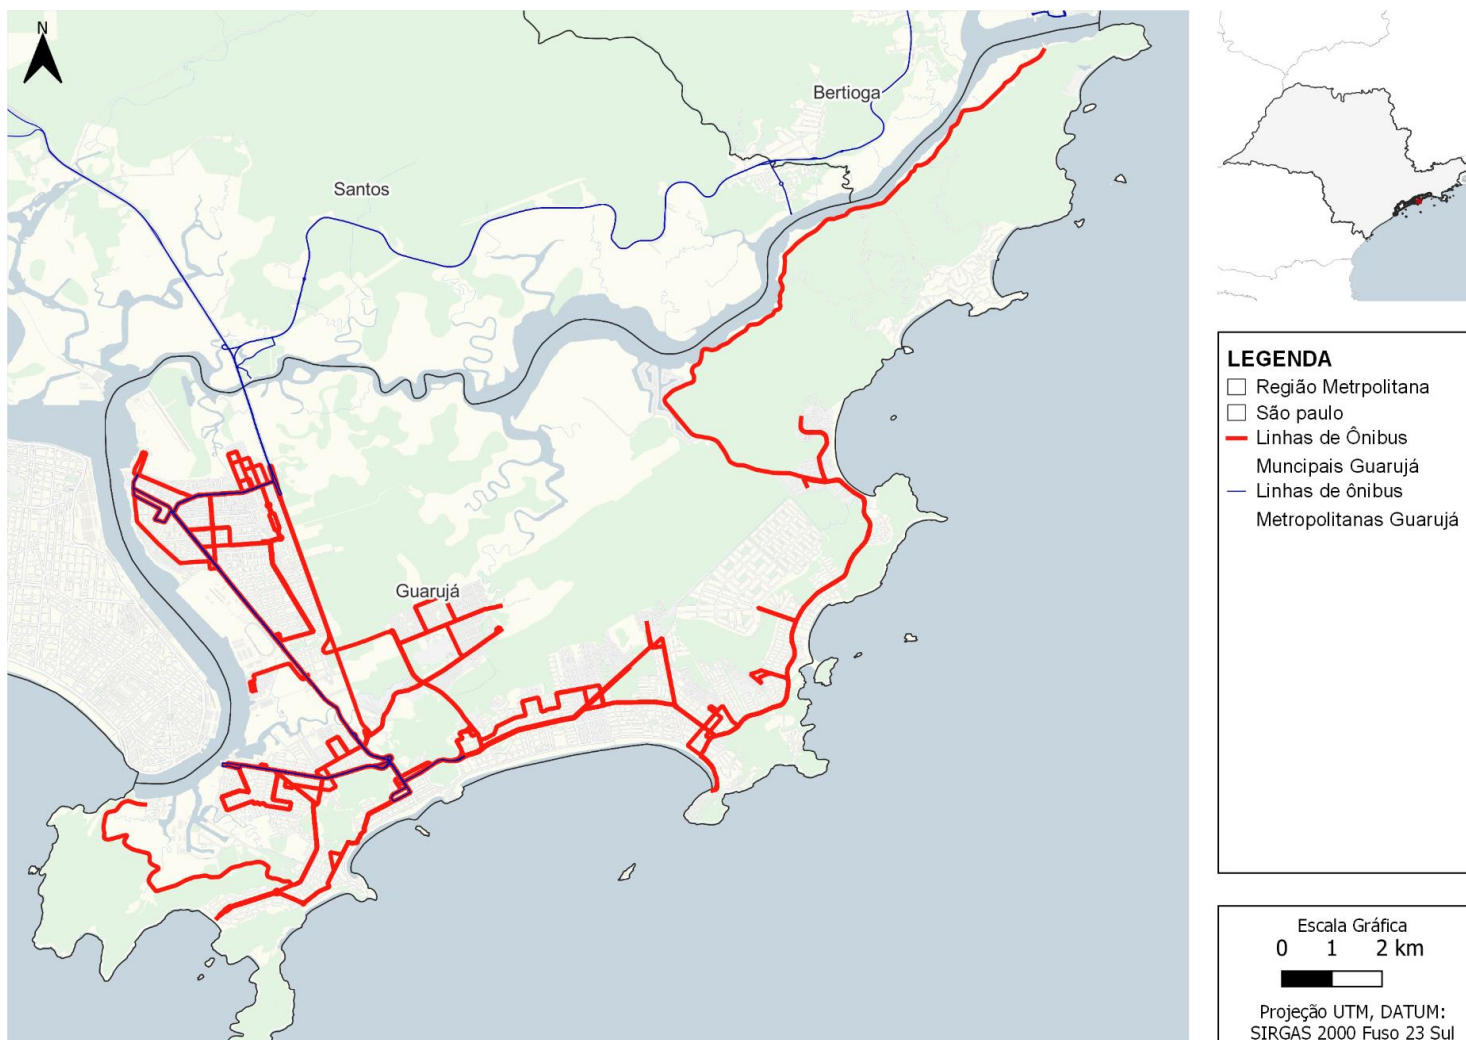 N
Bertioga
Santos
Guarujá
LEGENDA
Região Metrpolitana
São paulo
Linhas de Ônibus
Muncipais Guarujá
Linhas de ônibus
Metropolitanas Guarujá
Escala Gráfica
0 1 2 km
Projeção UTM, DATUM:
SIRGAS 2000 Fuso 23 Sul